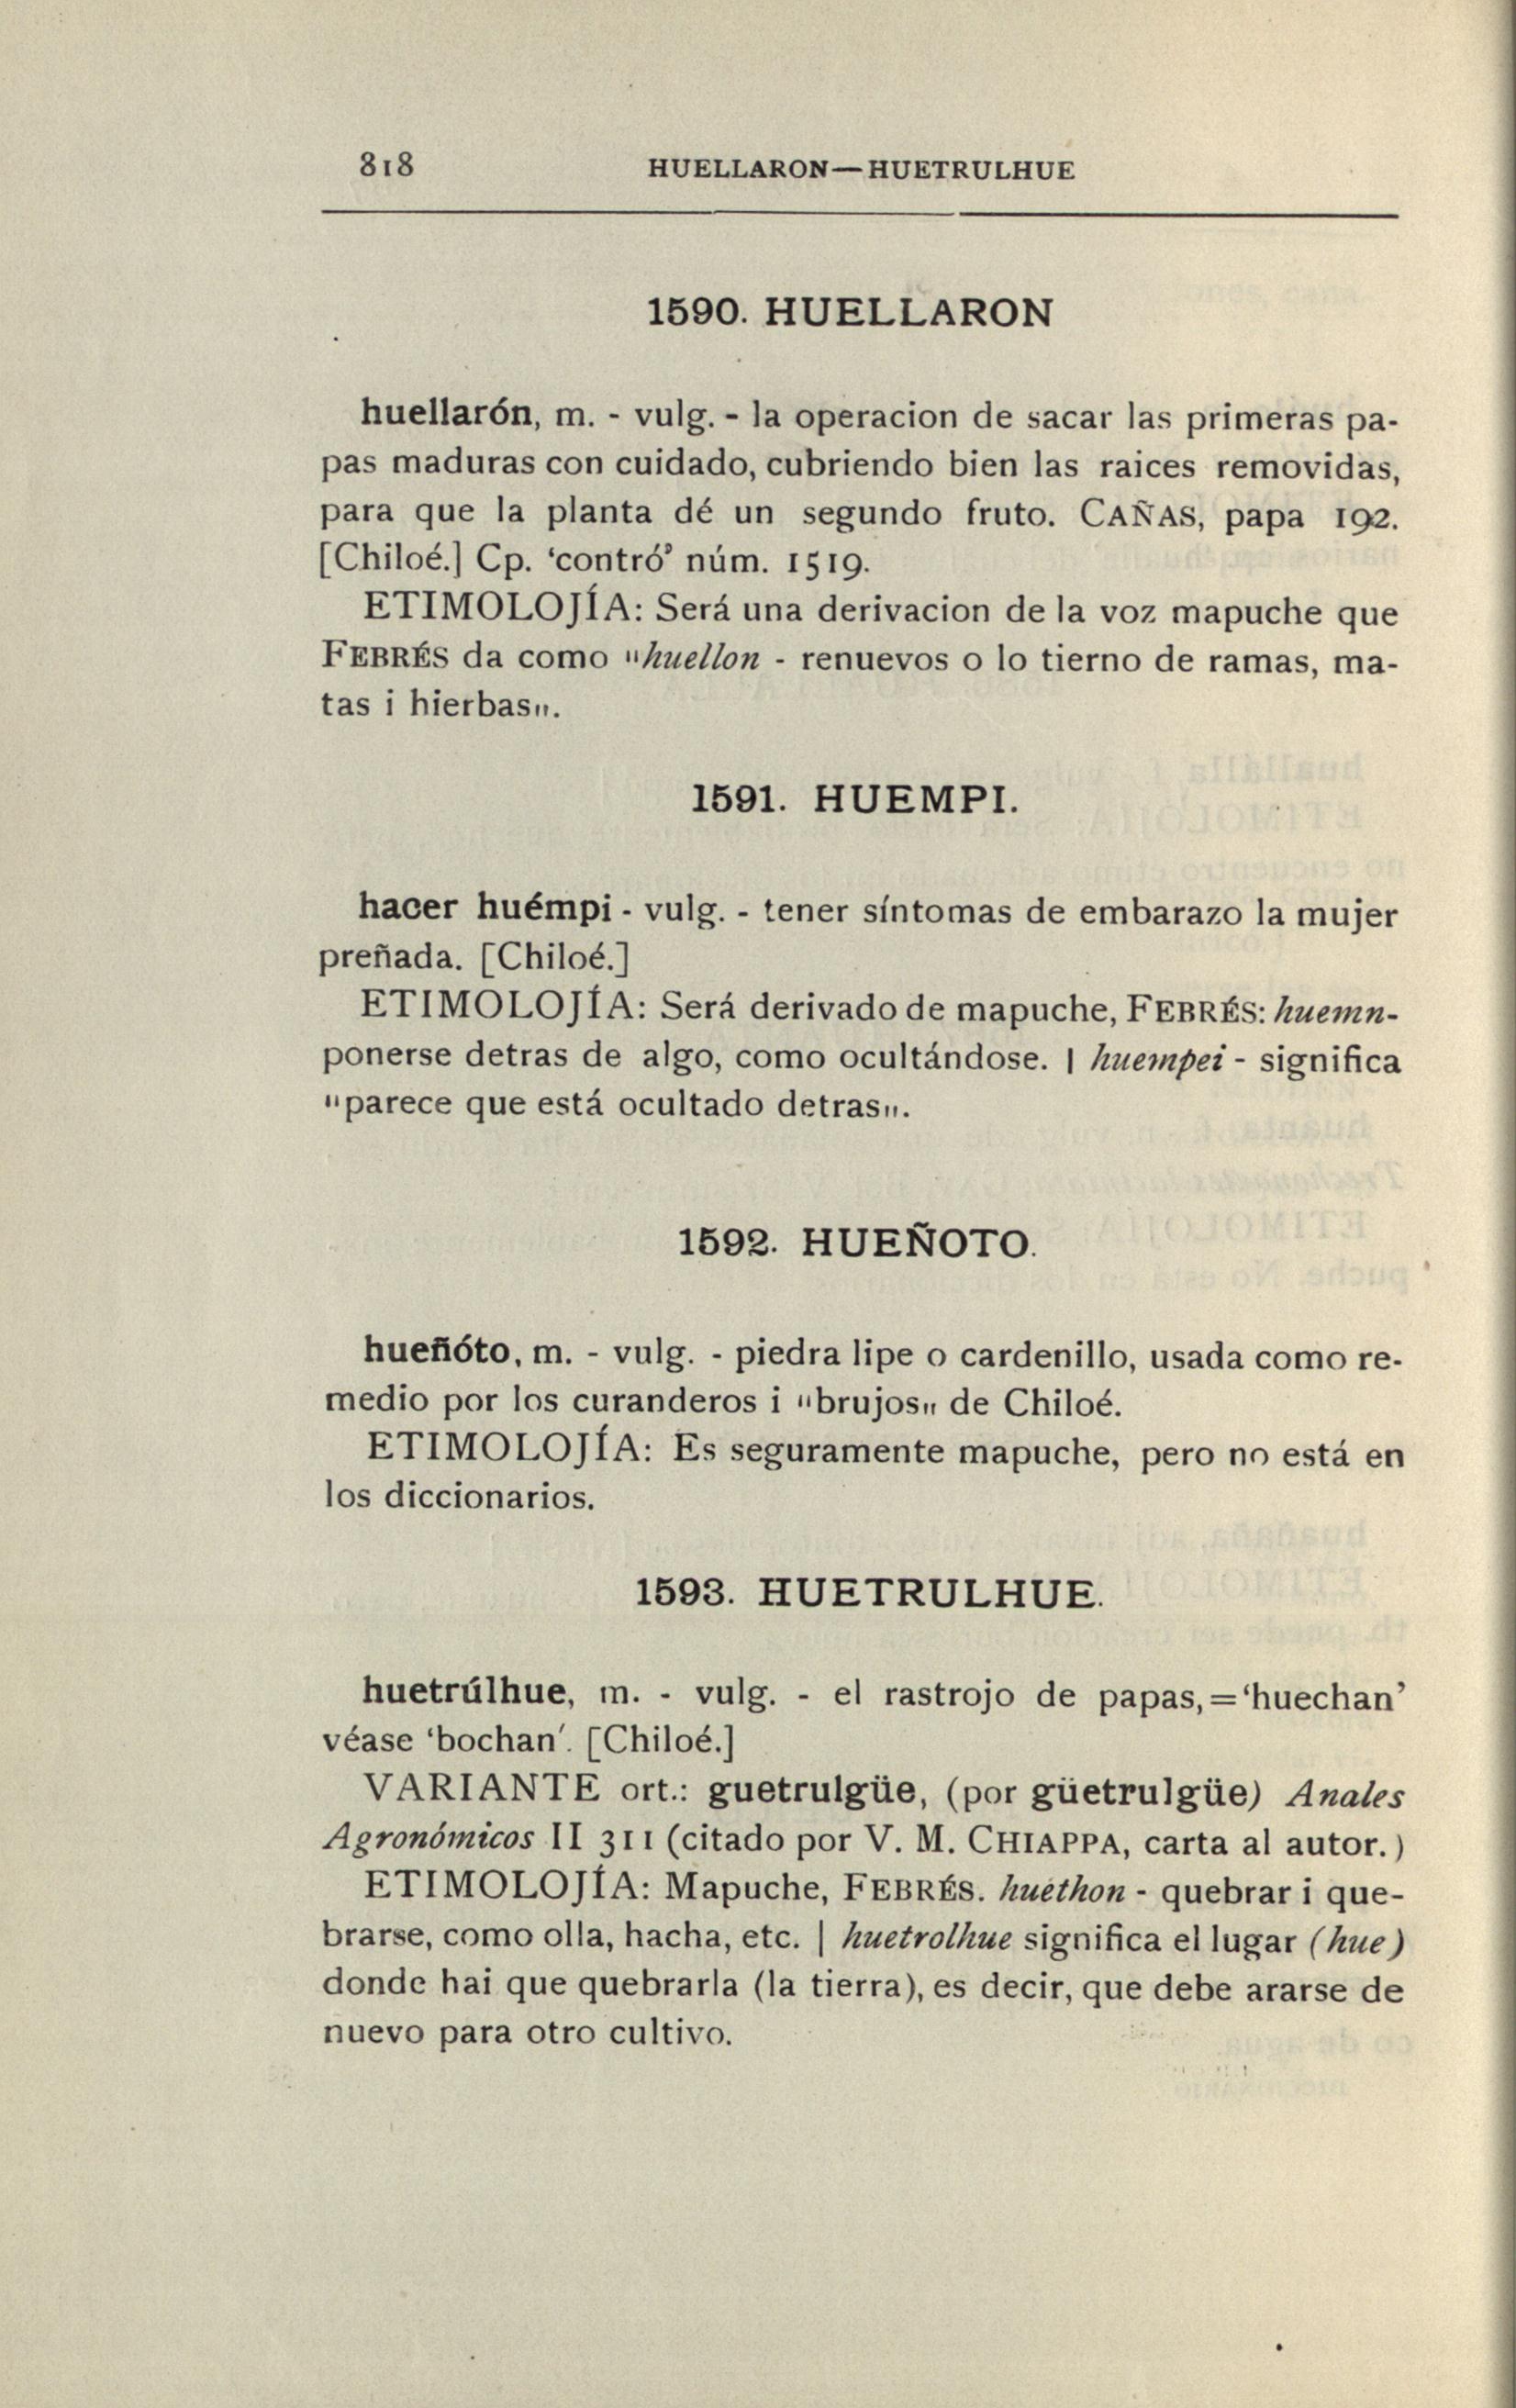 818
HUELLARON—HUETRULHUE
1590. HUELLARON
huellarón, m. - vulg. - la operacion de sacar las primeras pa-
pas maduras con cuidado, cubriendo bien las raices removidas,
para que la planta dé un segundo fruto. CAÑAS, papa 192.
[Chiloé.] Cp. ‘contró’ núm. 1519.
ETIMOLOJÍA: Será una derivacion de la voz mapuche que
FEBRÉS da como "huellon - renuevos o lo tierno de ramas, ma-
tas i hierbas".
1591. HUEMPI.
hacer huémpi - vulg. - tener síntomas de embarazo la mujer
preñada. [Chiloé.]
ETIMOLOJÍA: Será derivado de mapuche, FEBRÉS: huemn-
ponerse detras de algo, como ocultándose. | huempei - significa
"parece que está ocultado detras".
1592. HUEÑOTO.
hueñóto, m. - vulg. - piedra lipe o cardenillo, usada como re-
medio por los curanderos i "brujos" de Chiloé.
ETIMOLOJÍA: Es seguramente mapuche, pero no está en
los diccionarios.
1593. HUETRULHUE.
huetrúlhue, m. - vulg. - el rastrojo de papas,=‘huechan’
véase ‘bochan’. [Chiloé.]
VARIANTE ort.: guetrulgüe, (por güetrulgüe) Anales
Agronómicos II 311 (citado por V. M. CHIAPPA, carta al autor.)
ETIMOLOJÍA: Mapuche, FEBRÉS. huéthon - quebrar i que-
brarse, como olla, hacha, etc. | huetrolhue significa el lugar (hue)
donde hai que quebrarla (la tierra), es decir, que debe ararse de
nuevo para otro cultivo.